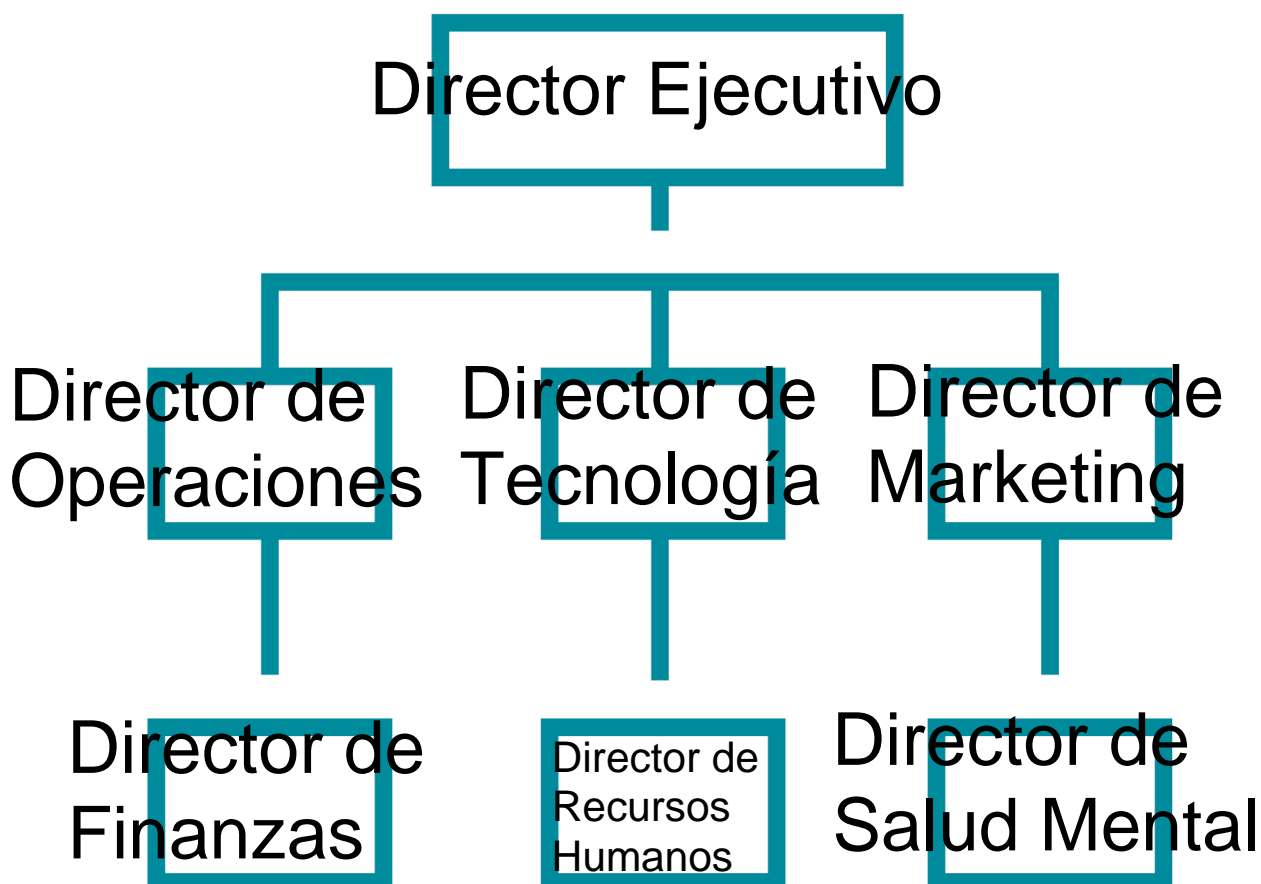 Director Ejecutivo
Director de
Operaciones
Director de
Tecnología
Director de
Marketing
Director de
Finanzas
Director de
Recursos
Humanos
Director de
Salud Mental